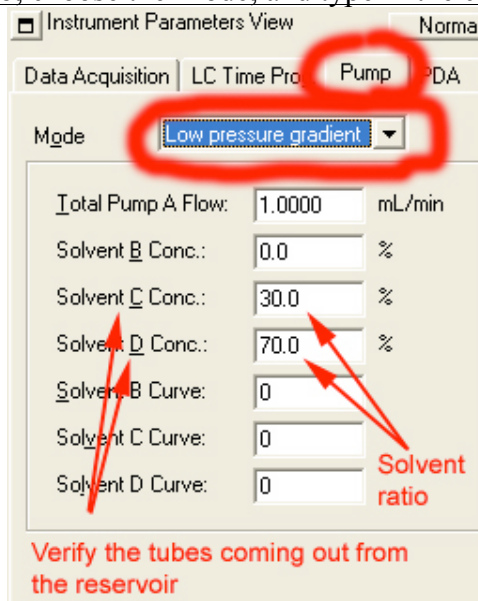 Instrument Parameters View Norma
Data Acquisition LC Time Pro Pump PDA
Mode Low pressure gradient
Total Pump A Flow: 1.0000 mL/min
Solvent B Conc.: 0.0 %
Solvent C Conc.: 30.0 %
Solvent D Conc.: 70.0 %
Solvent B Curve: 0
Solvent C Curve: 0
Solvent D Curve: 0
Solvent
ratio
Verify the tubes coming out from
the reservoir